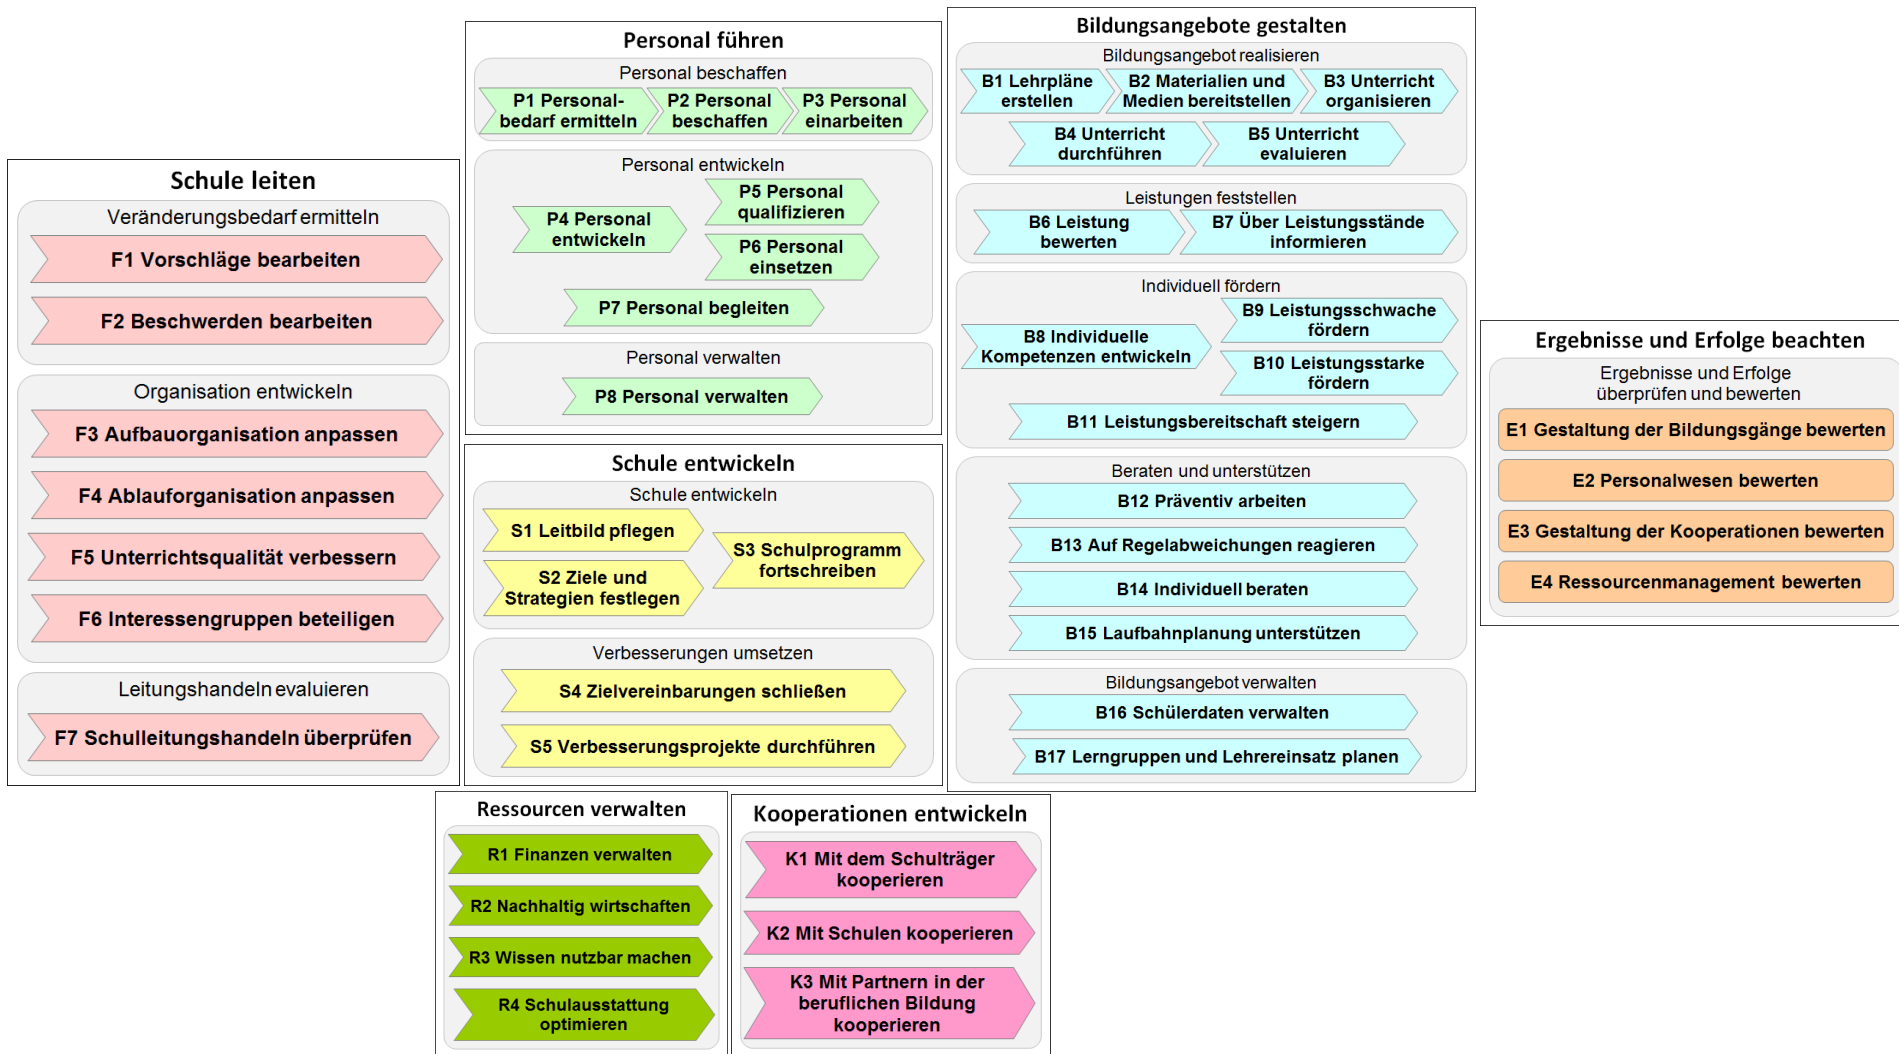 Schule leiten
Veränderungsbedarf ermitteln
F1 Vorschläge bearbeiten
F2 Beschwerden bearbeiten
Organisation entwickeln
F3 Aufbauorganisation anpassen
F4 Ablauforganisation anpassen
F5 Unterrichtsqualität verbessern
F6 Interessengruppen beteiligen
Leitungshandeln evaluieren
F7 Schulleitungshandeln überprüfen
Personal führen
Personal beschaffen
P1 Personal-
bedarf ermitteln
P2 Personal
beschaffen
P3 Personal
einarbeiten
Personal entwickeln
P4 Personal
entwickeln
P5 Personal
qualifizieren
P6 Personal
einsetzen
P7 Personal begleiten
Personal verwalten
P8 Personal verwalten
Schule entwickeln
Schule entwickeln
S1 Leitbild pflegen
S2 Ziele und
Strategien festlegen
S3 Schulprogramm
fortschreiben
Verbesserungen umsetzen
S4 Zielvereinbarungen schließen
S5 Verbesserungsprojekte durchführen
Bildungsangebote gestalten
Bildungsangebot realisieren
B1 Lehrpläne
erstellen
B2 Materialien und
Medien bereitstellen
B3 Unterricht
organisieren
B4 Unterricht
durchführen
B5 Unterricht
evaluieren
Leistungen feststellen
B6 Leistung
bewerten
B7 Über Leistungsstände
informieren
Individuell fördern
B8 Individuelle
Kompetenzen entwickeln
B9 Leistungsschwache
fördern
B10 Leistungsstarke
fördern
B11 Leistungsbereitschaft steigern
Beraten und unterstützen
B12 Präventiv arbeiten
B13 Auf Regelabweichungen reagieren
B14 Individuell beraten
B15 Laufbahnplanung unterstützen
Bildungsangebot verwalten
B16 Schülerdaten verwalten
B17 Lerngruppen und Lehrereinsatz planen
Ergebnisse und Erfolge beachten
Ergebnisse und Erfolge
überprüfen und bewerten
E1 Gestaltung der Bildungsgänge bewerten
E2 Personalwesen bewerten
E3 Gestaltung der Kooperationen bewerten
E4 Ressourcenmanagement bewerten
Ressourcen verwalten
R1 Finanzen verwalten
R2 Nachhaltig wirtschaften
R3 Wissen nutzbar machen
R4 Schulausstattung
optimieren
Kooperationen entwickeln
K1 Mit dem Schulträger
kooperieren
K2 Mit Schulen kooperieren
K3 Mit Partnern in der
beruflichen Bildung
kooperieren